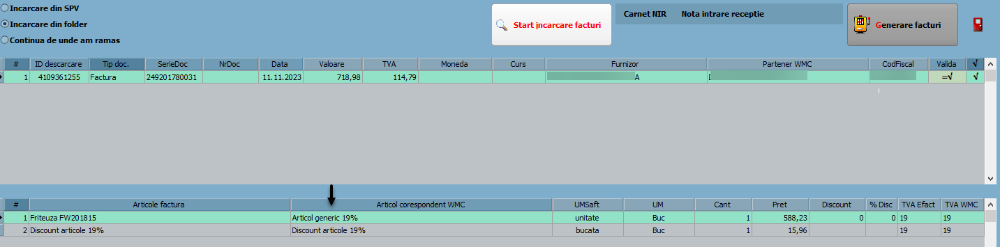 Incarcare din SPV
Incarcare din folder
Continua de unde am ramas
Start incarcare facturi
Carnet NIR Nota intrare receptie
Generare facturi
# ID descarcare Tip doc. SerieDoc NrDoc Data Valoare TVA Moneda Curs Furnizor Partener WMC CodFiscal Valida √
1 4109361255 Factura 249201780031 11.11.2023 718,98 114,79 A =√ √
# Articole factura Articol corespondent WMC UMSaft UM Cant Pret Discount % Disc TVA Efact TVA WMC
1 Friteuza FW201815 Articol generic 19% unitate Buc 1 588,23 0 0 19 19
2 Discount articole 19% Discount articole 19% bucata Buc 1 15,96 19 19